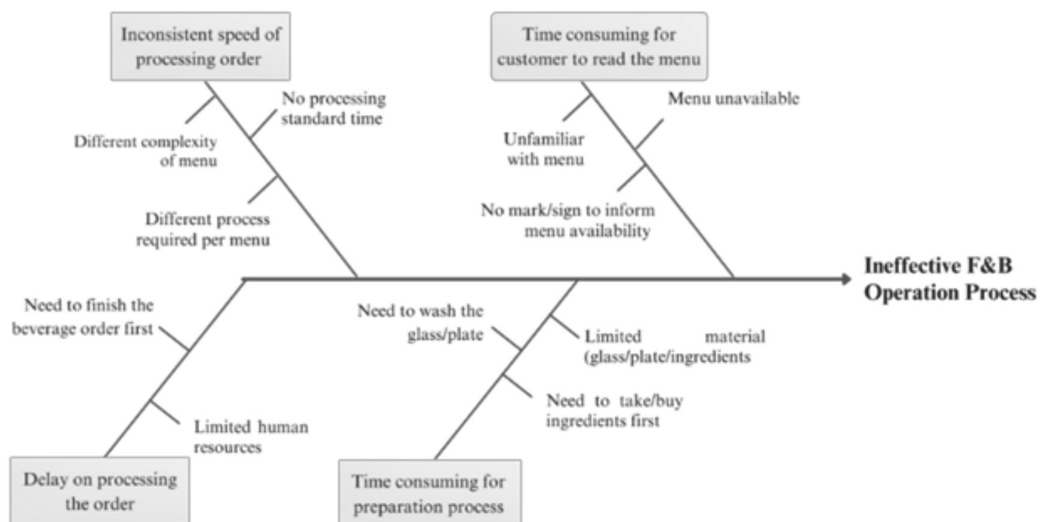 Inconsistent speed of
processing order
Time consuming for
customer to read the menu
No processing
standard time
Different complexity
of menu
Different process
required per menu
Menu unavailable
Unfamiliar
with menu
No mark/sign to inform
menu availability
Ineffective F&B
Operation Process
Need to finish the
beverage order first
Limited human
resources
Need to wash the
glass/plate
Limited material
(glass/plate/ingredients
Need to take/buy
ingredients first
Delay on processing
the order
Time consuming for
preparation process